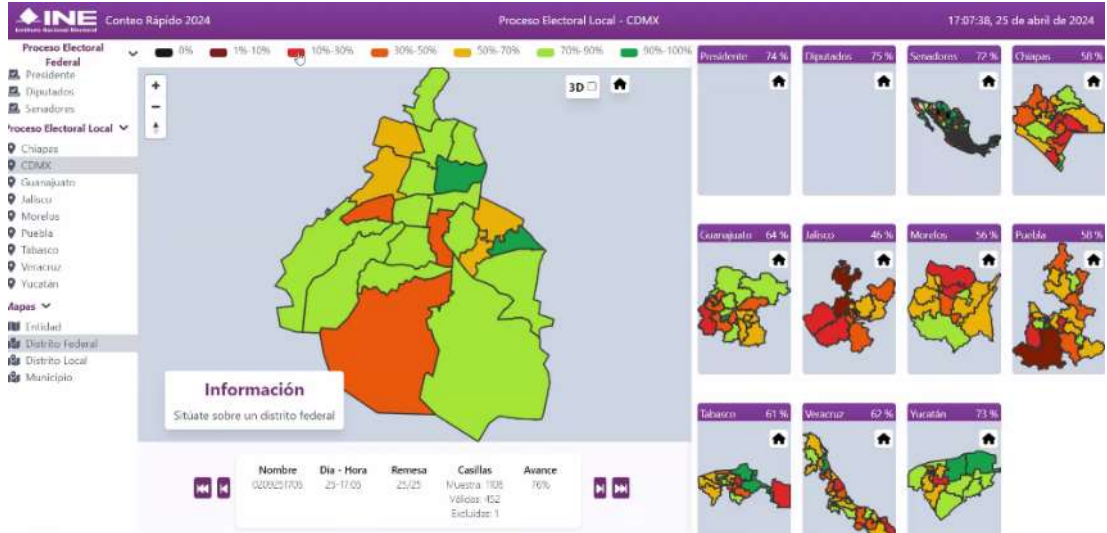 INE Conteo Rápido 2024
Instituto Nacional Electoral
Proceso Electoral Local - CDMX
17:07:38, 25 de abril de 2024
Proceso Electoral
Federal
Presidente
Diputados
Senadores
Proceso Electoral Local
Chiapas
CDMX
Guanajuato
Jalisco
Morelos
Puebla
Tabasco
Veracruz
Yucatán
Mapas
Entidad
Distrito Federal
Distrito Local
Municipio
0% 1%-10% 10%-30% 30%-50% 50%-70% 70%-90% 90%-100%
+
-
3D
Información
Sitúate sobre un distrito federal
Nombre Día - Hora Remesa Casillas Avance
0209251705 25-17:05 25/25 Muestra: 1108 76%
Válidas: 452
Excluidas: 1
Presidente 74 % Diputados 75 % Senadores 72 % Chiapas 58 %
Guanajuato 64 % Jalisco 46 % Morelos 56 % Puebla 58 %
Tabasco 61 % Veracruz 62 % Yucatán 73 %